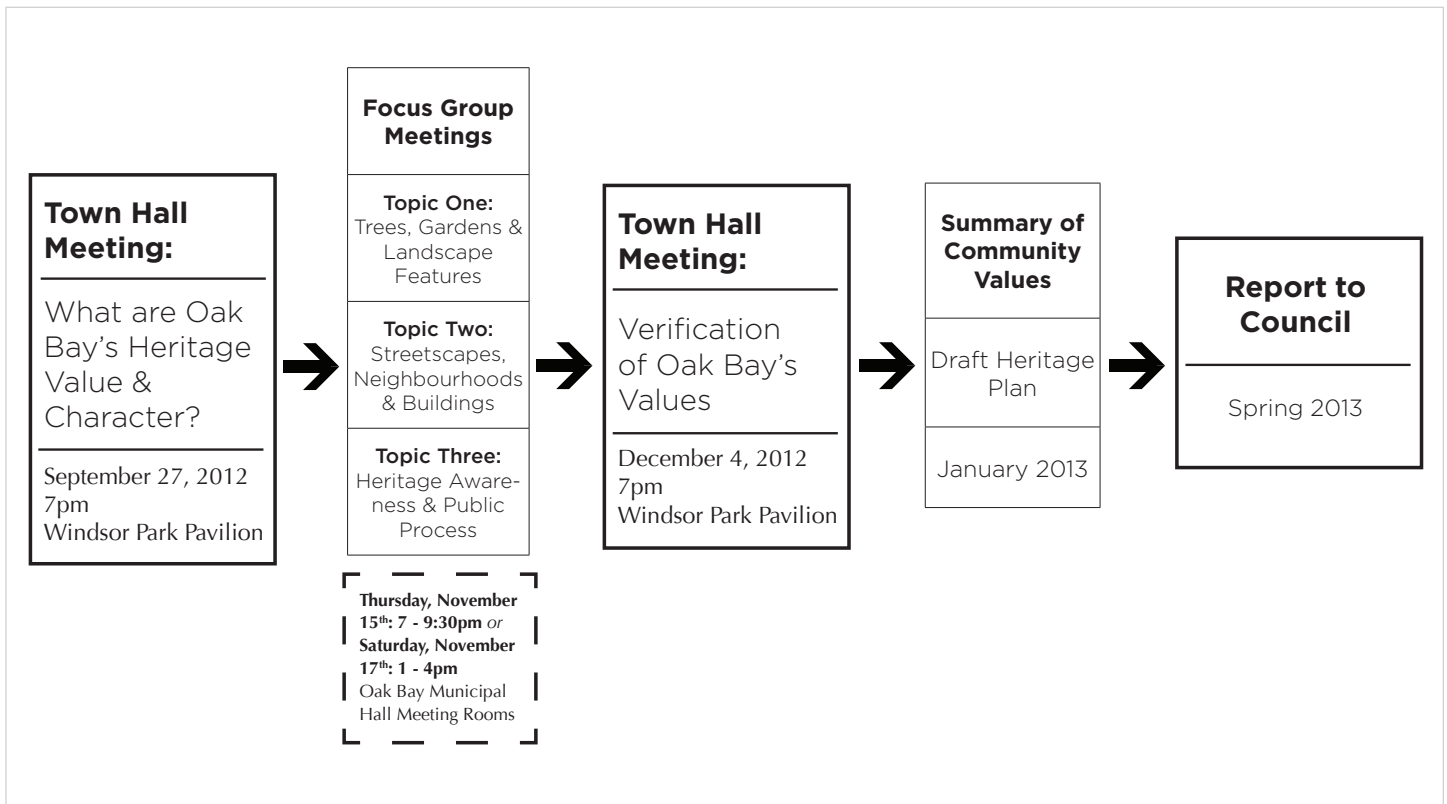 Town Hall
Meeting:
What are Oak
Bay's Heritage
Value &
Character?
September 27, 2012
7pm
Windsor Park Pavilion
Focus Group
Meetings
Topic One:
Trees, Gardens &
Landscape
Features
Topic Two:
Streetscapes,
Neighbourhoods
& Buildings
Topic Three:
Heritage Aware-
ness & Public
Process
Thursday, November
15th: 7 - 9:30pm or
Saturday, November
17th: 1 - 4pm
Oak Bay Municipal
Hall Meeting Rooms
Town Hall
Meeting:
Verification
of Oak Bay's
Values
December 4, 2012
7pm
Windsor Park Pavilion
Summary of
Community
Values
Draft Heritage
Plan
January 2013
Report to
Council
Spring 2013